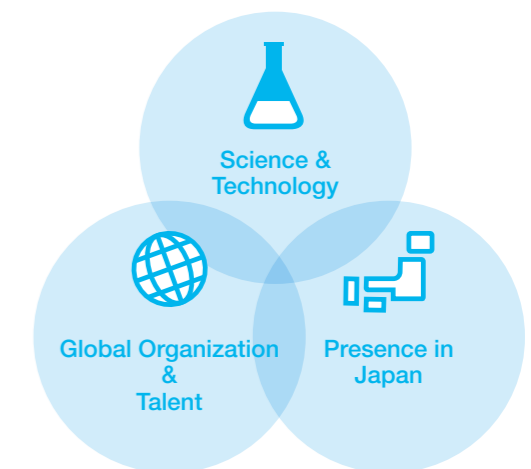 Science &
Technology
Global Organization
&
Talent
Presence in
Japan